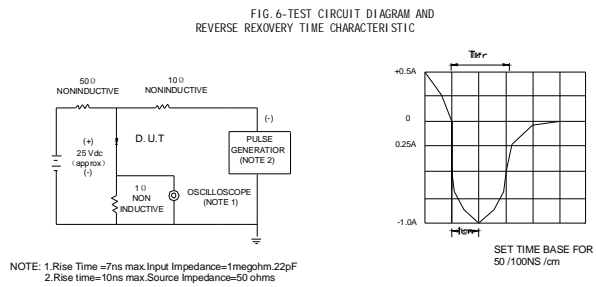 FIG.6-TEST CIRCUIT DIAGRAM AND
REVERSE REXOVERY TIME CHARACTERISTIC
50Ω
NONINDUCTIVE
10Ω
NONINDUCTIVE
(+)
25 Vdc
(approx)
(-)
D.U.T
1Ω
NON
INDUCTIVE
OSCILLOSCOPE
(NOTE 1)
(-)
PULSE
GENERATIOR
(NOTE 2)
+0.5A
0
0.25A
-1.0A
SET TIME BASE FOR
50 /100NS /cm
NOTE: 1.Rise Time =7ns max.Input Impedance=1megohm.22pF
2.Rise time=10ns max.Source Impedance=50 ohms